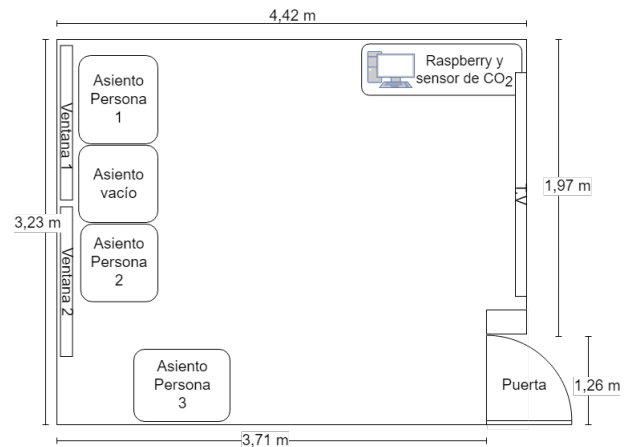 4,42 m
Raspberry y
sensor de CO2
Asiento
Persona
1
Ventana 1
Asiento
vacío
T.V
1,97 m
3,23 m
Asiento
Persona
2
Ventana 2
Asiento
Persona
3
Puerta
1,26 m
3,71 m